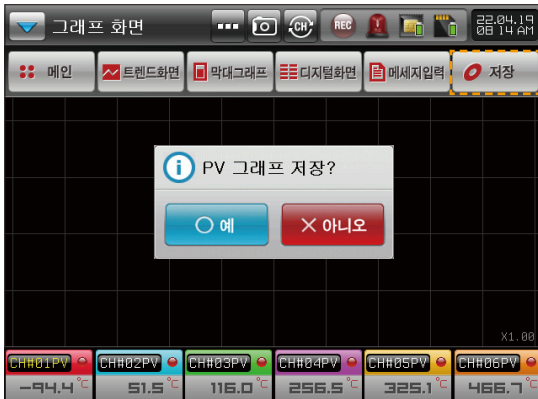 그래프 화면
CH
REC
22.04.19
08 14 AM
메인
트렌드화면
막대그래프
디지털화면
메세지입력
저장
PV 그래프 저장?
예
아니오
X1.00
CH#01PV CH#02PV CH#03PV CH#04PV CH#05PV CH#06PV
-94.4℃ 51.5℃ 116.0℃ 256.5℃ 325.1℃ 466.7℃